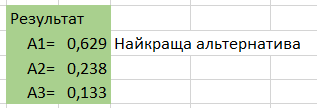 Результат
A1= 0,629 Найкраща альтернатива
A2= 0,238
A3= 0,133